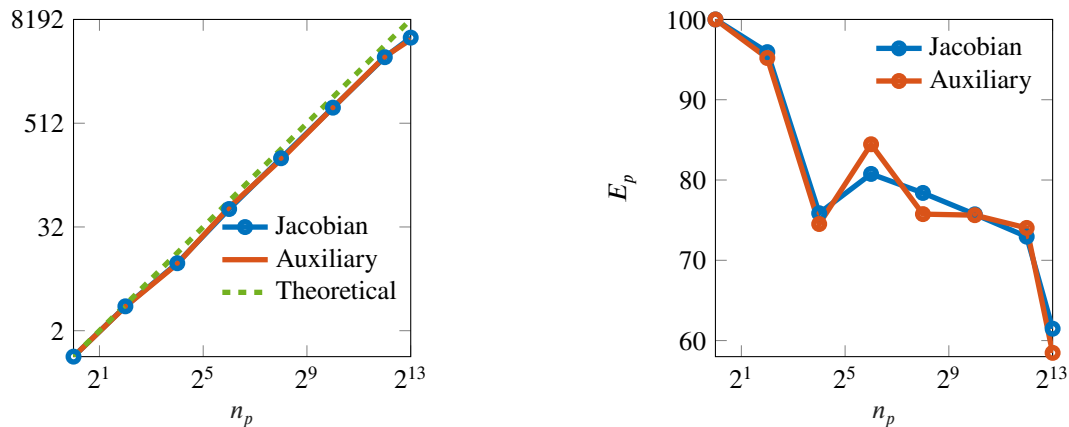 8192
512
32
2
2^1
2^5
2^9
2^13
n_p
Jacobian
Auxiliary
Theoretical
100
90
80
70
60
E_p
2^1
2^5
2^9
2^13
n_p
Jacobian
Auxiliary